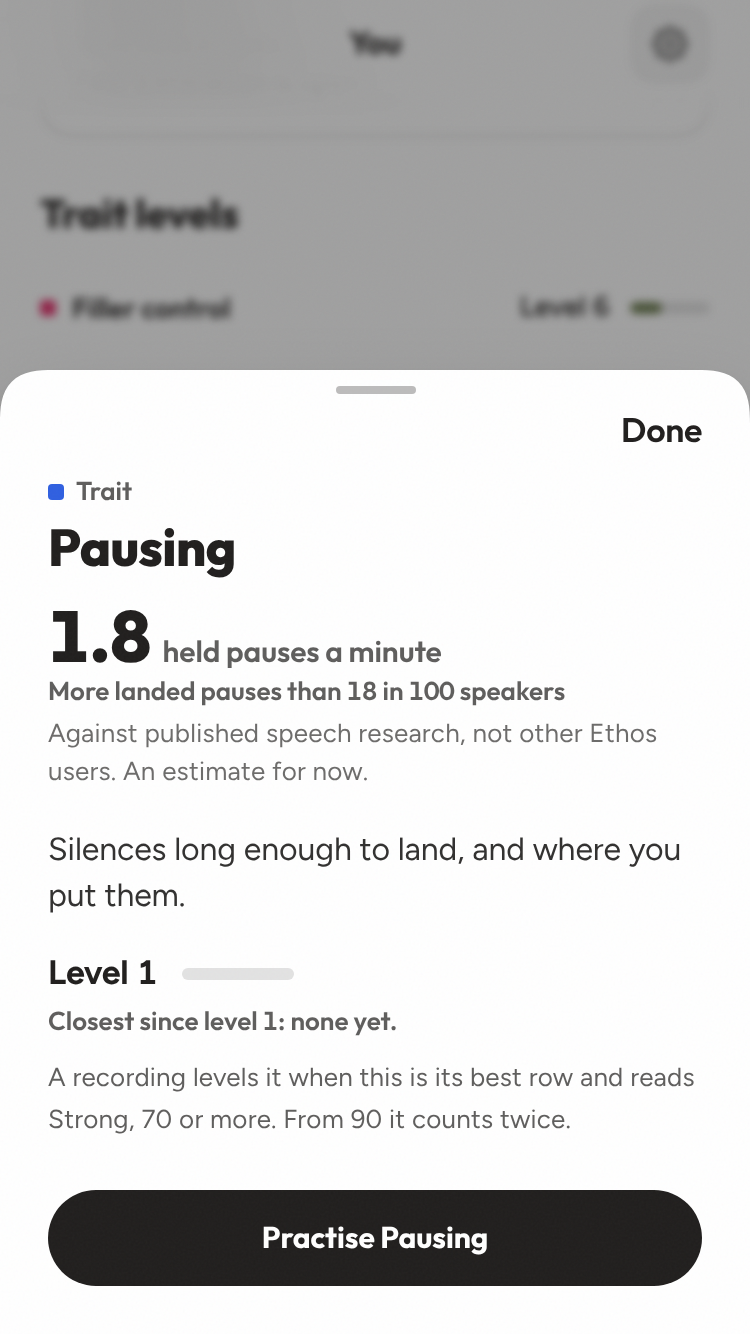 You
Trait levels
Filler control
Level 6
Done
Trait
Pausing
1.8 held pauses a minute
More landed pauses than 18 in 100 speakers
Against published speech research, not other Ethos
users. An estimate for now.
Silences long enough to land, and where you
put them.
Level 1
Closest since level 1: none yet.
A recording levels it when this is its best row and reads
Strong, 70 or more. From 90 it counts twice.
Practise Pausing